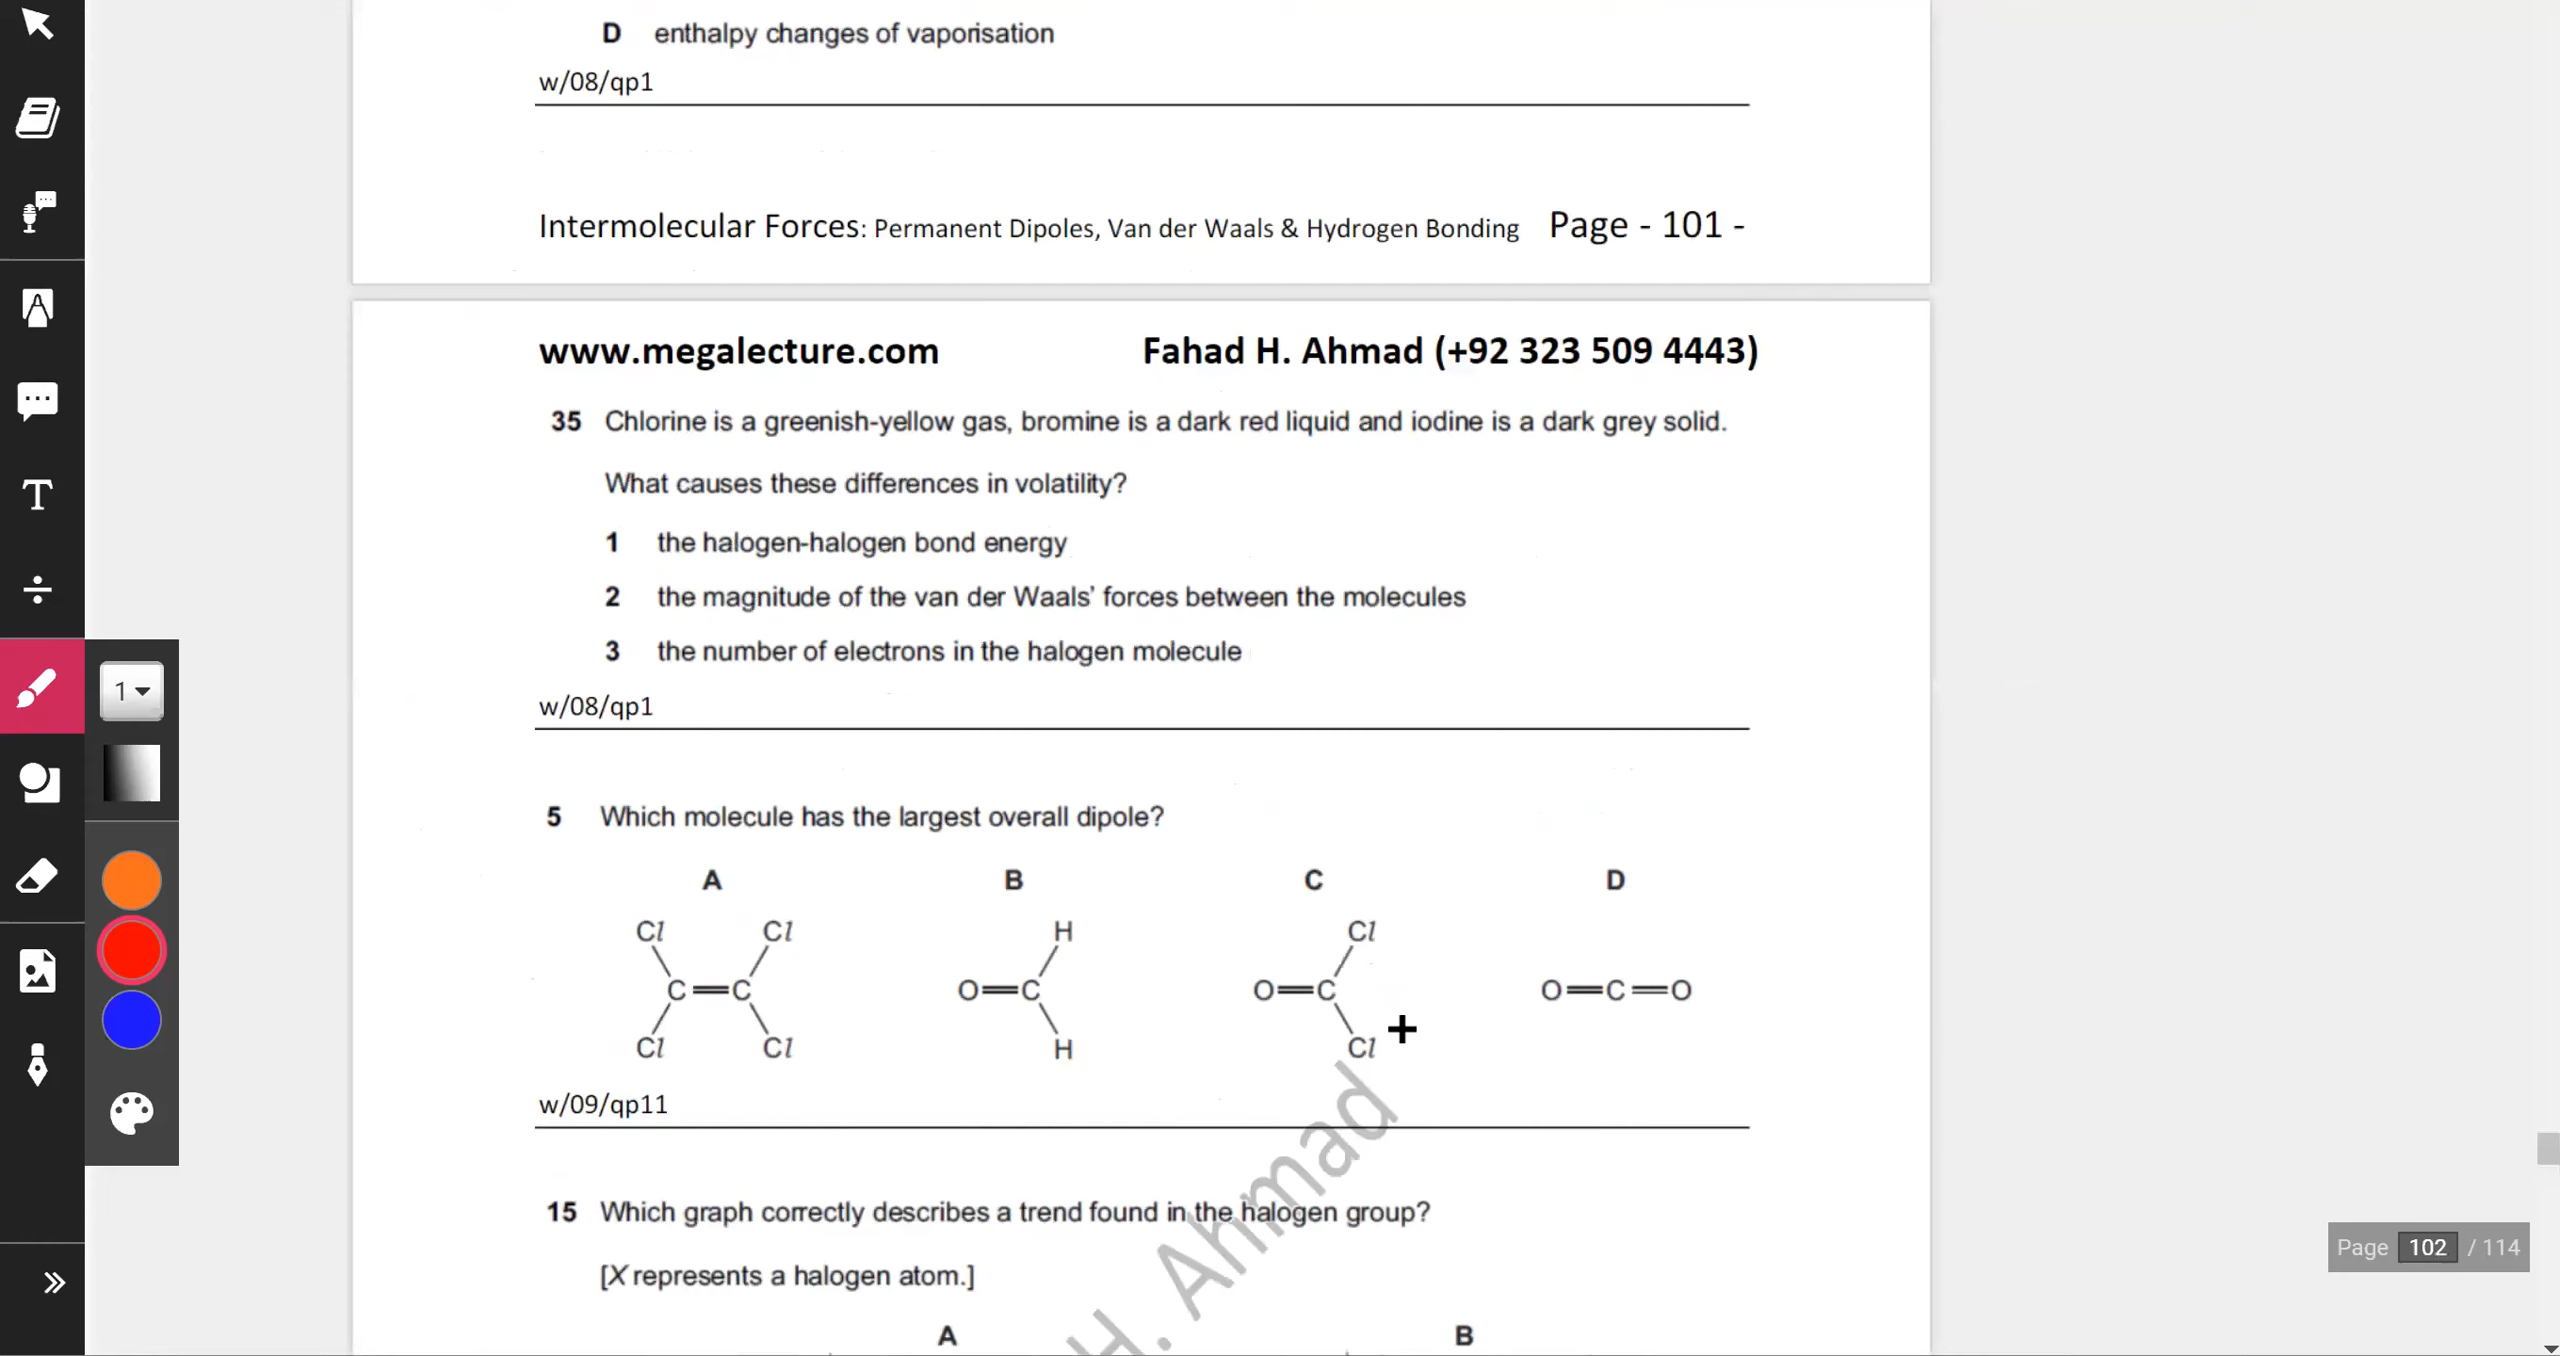 D enthalpy changes of vaporisation
w/08/qp1
Intermolecular Forces: Permanent Dipoles, Van der Waals & Hydrogen Bonding Page - 101 -
www.megalecture.com Fahad H. Ahmad (+92 323 509 4443)
35 Chlorine is a greenish-yellow gas, bromine is a dark red liquid and iodine is a dark grey solid.
What causes these differences in volatility?
1 the halogen-halogen bond energy
2 the magnitude of the van der Waals' forces between the molecules
3 the number of electrons in the halogen molecule
w/08/qp1
5 Which molecule has the largest overall dipole?
A B C D
Cl Cl H Cl
C=C O=C O=C O=C=O
Cl Cl H Cl
w/09/qp11
15 Which graph correctly describes a trend found in the halogen group?
[X represents a halogen atom.]
A B
H. Ahmad
T
1
Page 102 / 114